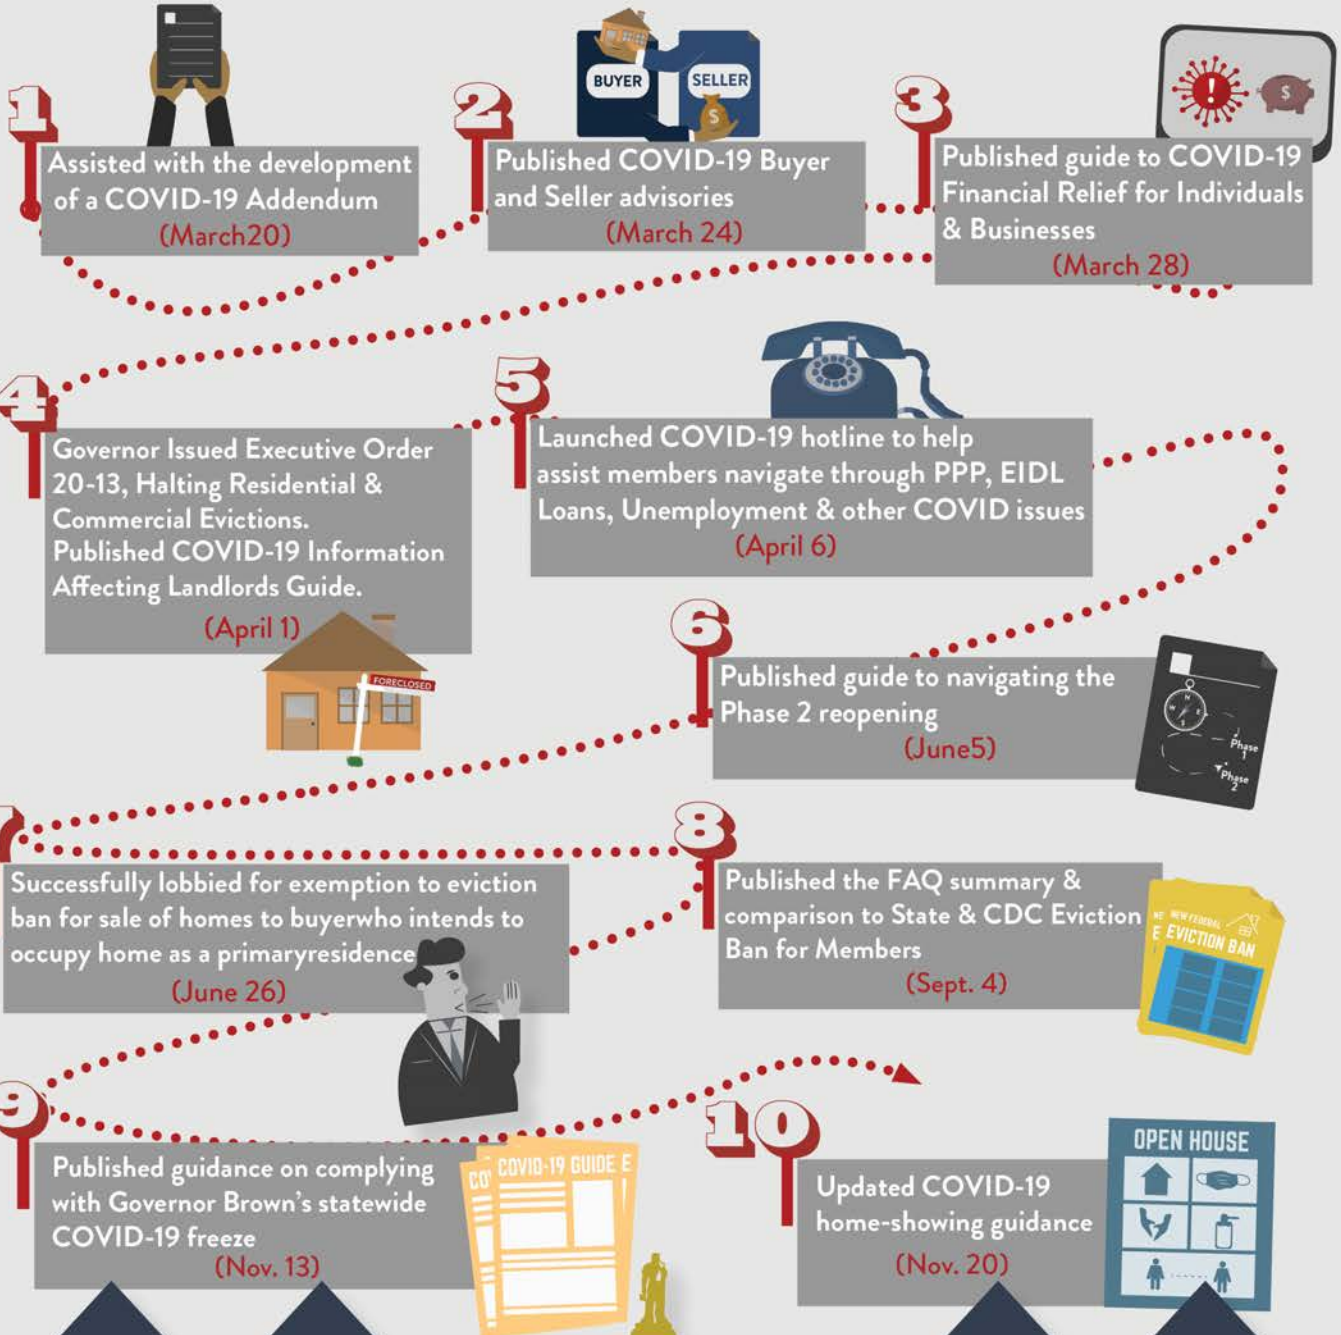 1
Assisted with the development
of a COVID-19 Addendum
(March20)
2
BUYER
SELLER
$
Published COVID-19 Buyer
and Seller advisories
(March 24)
3
!
$
Published guide to COVID-19
Financial Relief for Individuals
& Businesses
(March 28)
4
Governor Issued Executive Order
20-13, Halting Residential &
Commercial Evictions.
Published COVID-19 Information
Affecting Landlords Guide.
(April 1)
FORECLOSED
5
Launched COVID-19 hotline to help
assist members navigate through PPP, EIDL
Loans, Unemployment & other COVID issues
(April 6)
6
Published guide to navigating the
Phase 2 reopening
(June5)
Phase
1
Phase
2
7
Successfully lobbied for exemption to eviction
ban for sale of homes to buyerwho intends to
occupy home as a primaryresidence
(June 26)
8
Published the FAQ summary &
comparison to State & CDC Eviction
Ban for Members
(Sept. 4)
NEW FEDERAL
EVICTION BAN
9
Published guidance on complying
with Governor Brown's statewide
COVID-19 freeze
(Nov. 13)
COVID-19 GUIDE E
10
Updated COVID-19
home-showing guidance
(Nov. 20)
OPEN HOUSE